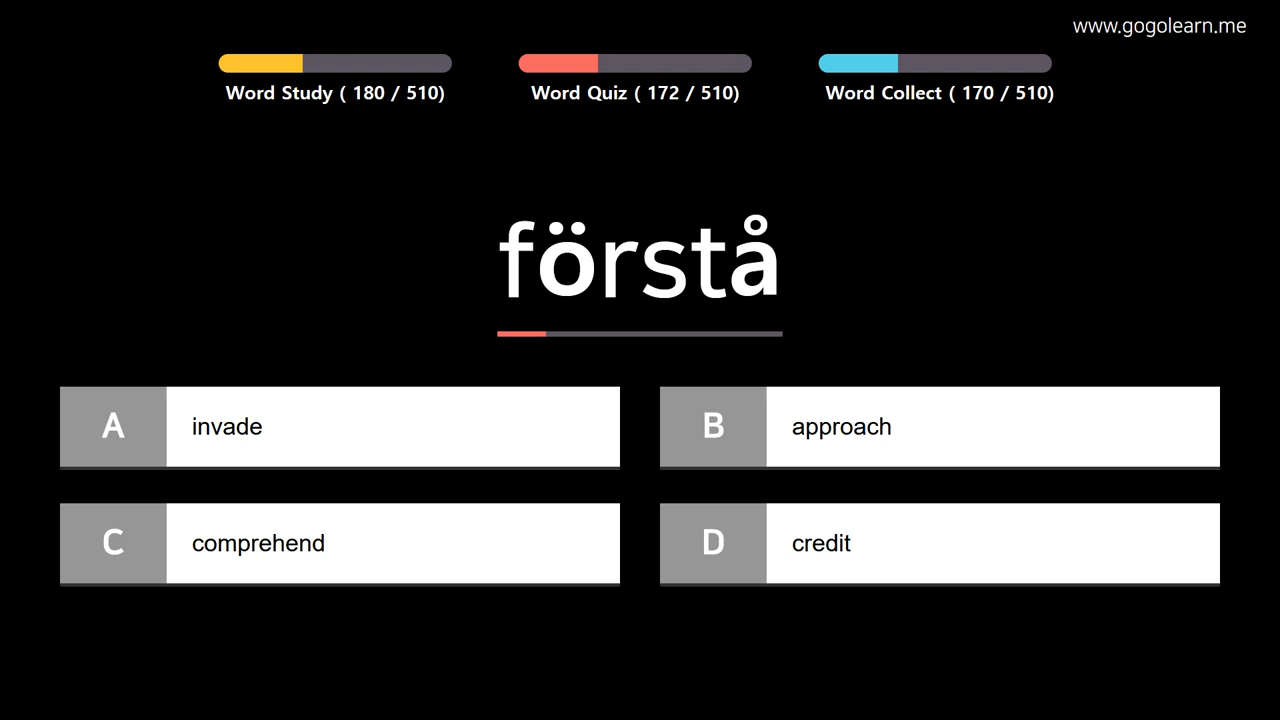 www.gogolearn.me
Word Study ( 180 / 510)
Word Quiz ( 172 / 510)
Word Collect ( 170 / 510)
förstå
A invade
B approach
C comprehend
D credit